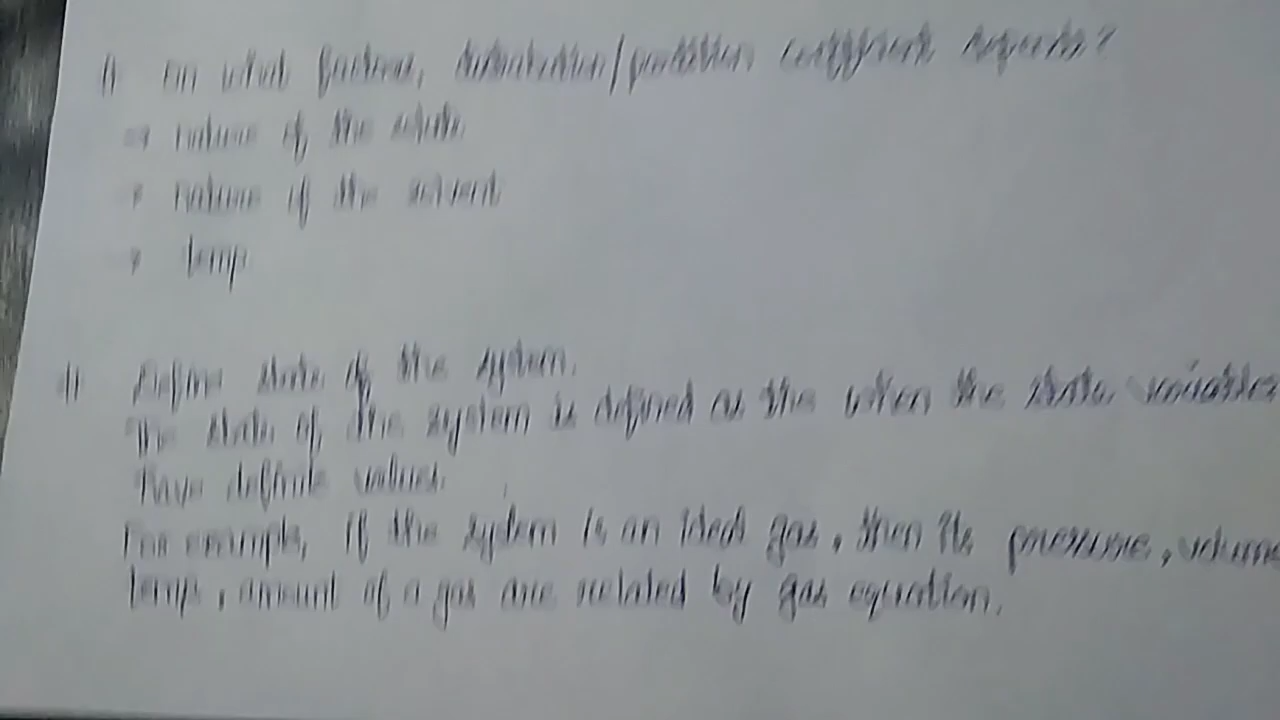 1) On what factors, distribution/partition coefficient depends?
→ nature of the solute
→ nature of the solvent
→ temp
1) Define state of the system.
The state of the system is defined as the when the state variables
have definite values.
For example, if the system is an ideal gas, then its pressure, volume
temp, amount of a gas are related by gas equation.